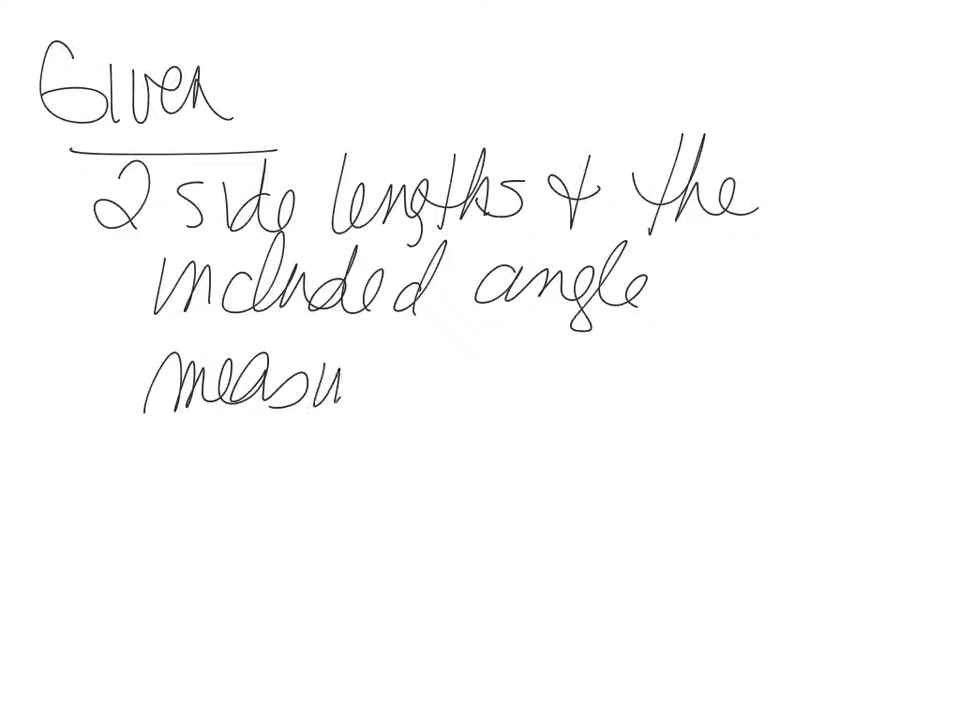 Given
2 side lengths & the
included angle
measu